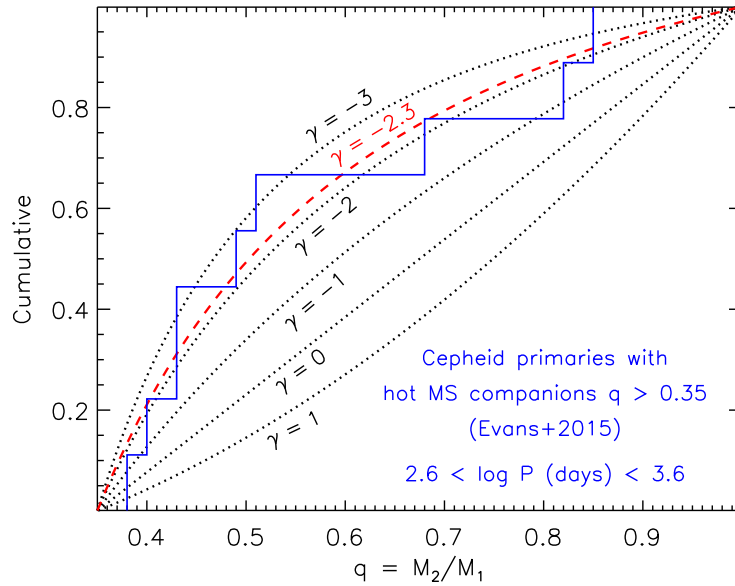 Cumulative
0.8
0.6
0.4
0.2
γ = −3
γ = −2.3
γ = −2
γ = −1
γ = 0
γ = 1
Cepheid primaries with
hot MS companions q > 0.35
(Evans+2015)
2.6 < log P (days) < 3.6
0.4 0.5 0.6 0.7 0.8 0.9
q = M₂/M₁